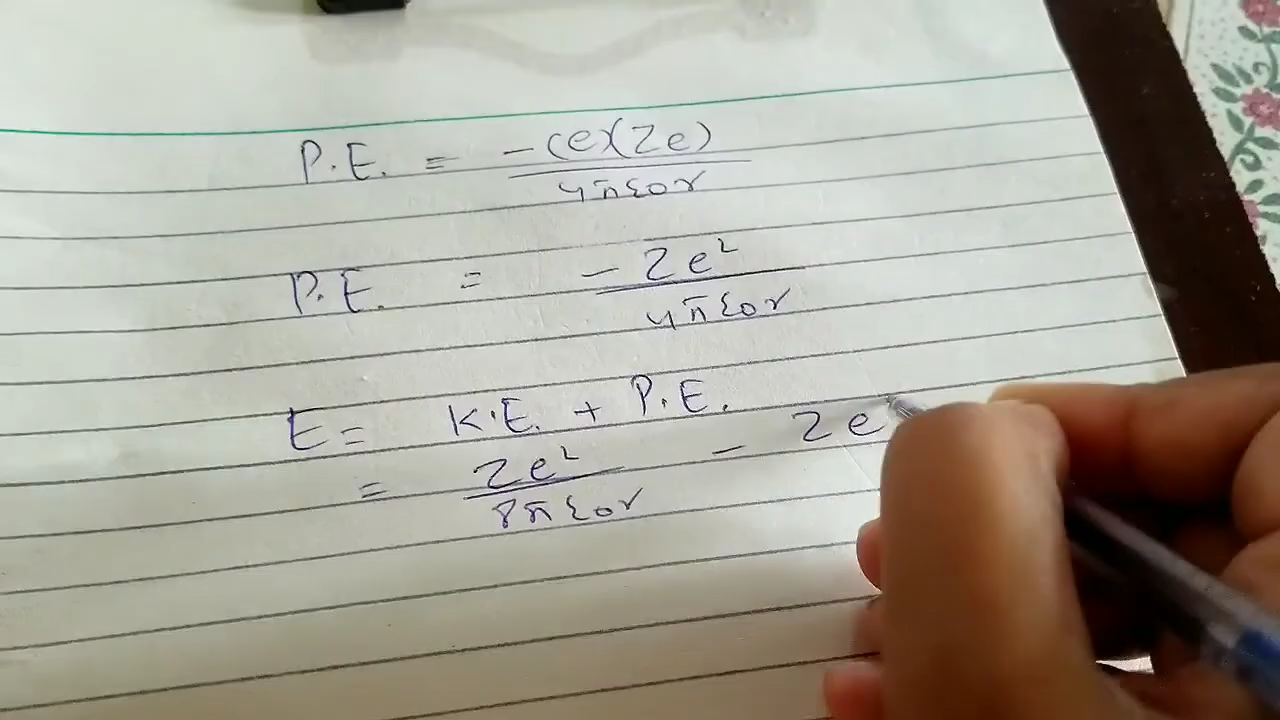 P.E. = -(e)(Ze) / 4πε0r
P.E. = - Ze² / 4πε0r
E = K.E. + P.E.
= Ze² / 8πε0r - Ze